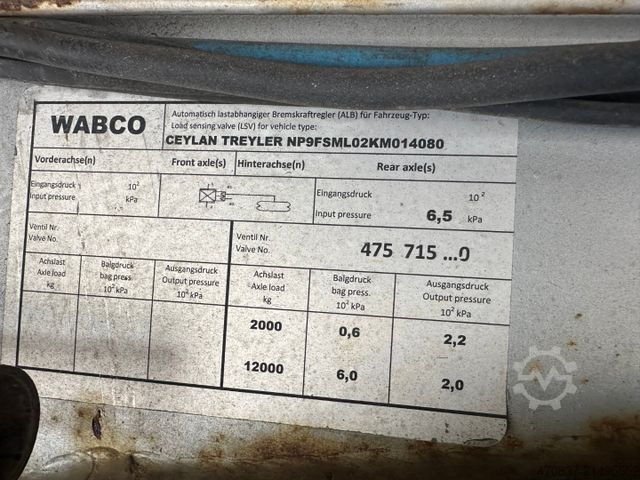 WABCO
Automatisch lastabhangiger Bremskraftregler (ALB) für Fahrzeug-Typ:
Load sensing valve (LSV) for vehicle type:
CEYLAN TREYLER NP9FSML02KM014080
Vorderachse(n) Front axle(s) Hinterachse(n) Rear axle(s)
Eingangsdruck 10² Eingangsdruck 10²
Input pressure kPa Input pressure 6,5 kPa
Ventil Nr. Ventil Nr.
Valve No. Valve No. 475 715 ...0
Achslast Balgdruck Ausgangsdruck Achslast Balgdruck Ausgangsdruck
Axle load bag press. Output pressure Axle load bag press. Output pressure
kg 10² kPa 10² kPa kg 10² kPa 10² kPa
2000 0,6 2,2
12000 6,0 2,0